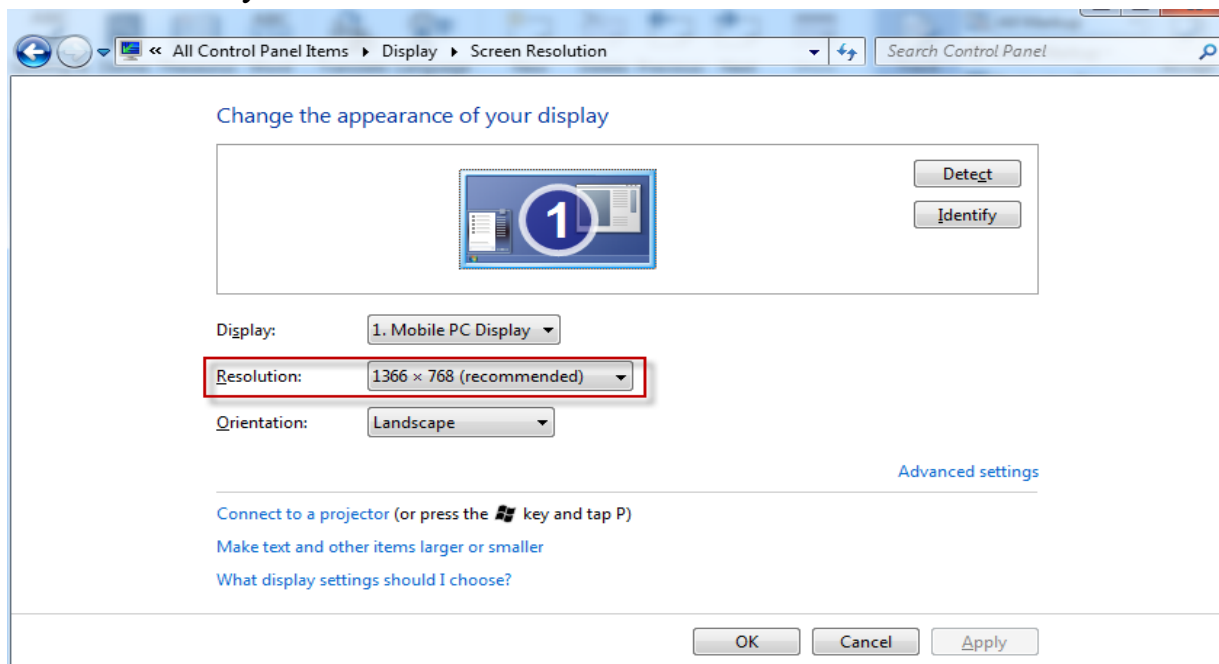 « All Control Panel Items ▸ Display ▸ Screen Resolution
Search Control Panel
Change the appearance of your display
1
Detect
Identify
Display: 1. Mobile PC Display
Resolution: 1366 × 768 (recommended)
Orientation: Landscape
Advanced settings
Connect to a projector (or press the key and tap P)
Make text and other items larger or smaller
What display settings should I choose?
OK Cancel Apply